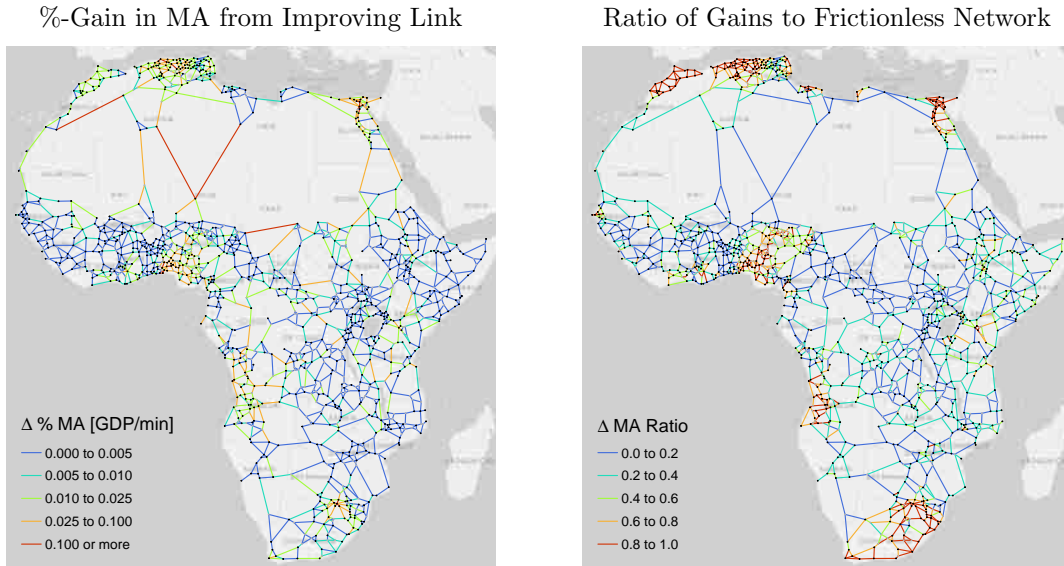 %-Gain in MA from Improving Link
Ratio of Gains to Frictionless Network
Δ % MA [GDP/min]
0.000 to 0.005
0.005 to 0.010
0.010 to 0.025
0.025 to 0.100
0.100 or more
Δ MA Ratio
0.0 to 0.2
0.2 to 0.4
0.4 to 0.6
0.6 to 0.8
0.8 to 1.0